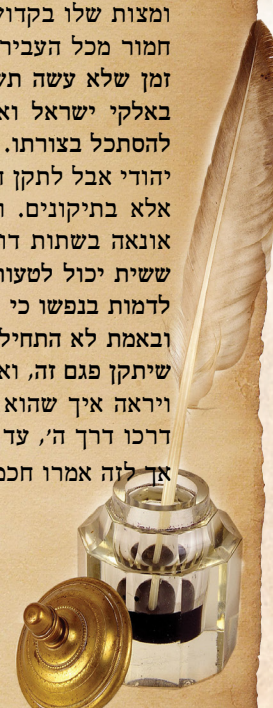 ומצות שלו בקדוש
חמור מכל העביר
זמן שלא עשה תש
באלקי ישראל וא
להסתכל בצורתו.
יהודי אבל לתקן ה
אלא בתיקונים. ו
אונאה בשתות דו
ששית יכול לטעות
לדמות בנפשו כי
ובאמת לא התחיל
שיתקן פגם זה, וא
ויראה איך שהוא
דרכו דרך ה׳, עד
אך לזה אמרו חכמ